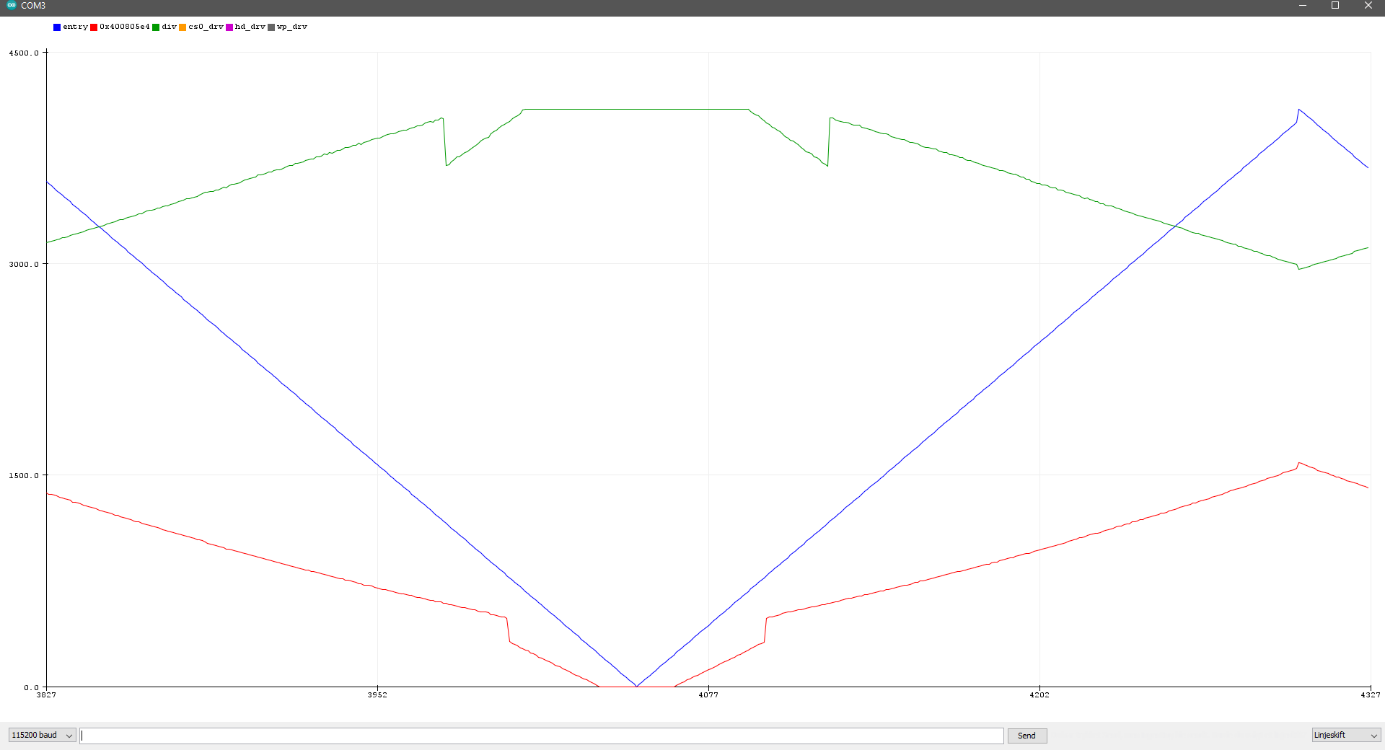 COM3
entry 0x400805e4 div cs0_drv hd_drv wp_drv
4500.0
3000.0
1500.0
0.0
3827 3952 4077 4202 4327
115200 baud Send Linjeskift